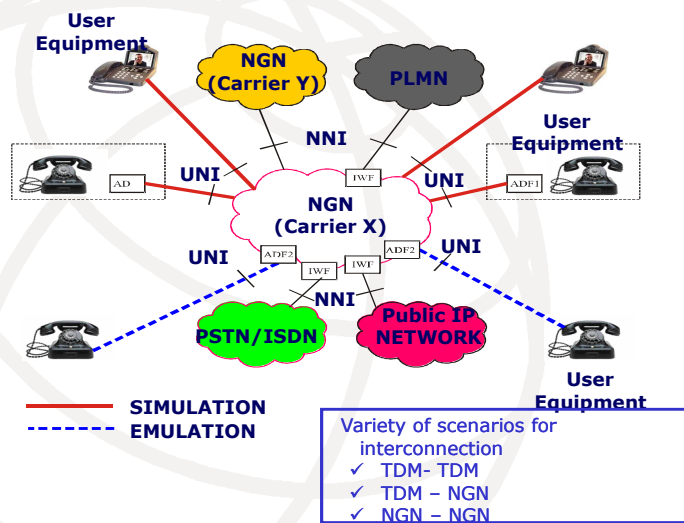 User
Equipment
NGN
(Carrier Y)
PLMN
NNI
User
Equipment
UNI
IWF
UNI
AD
ADF1
NGN
(Carrier X)
UNI
ADF2
ADF2
UNI
IWF
IWF
NNI
PSTN/ISDN
Public IP
NETWORK
User
Equipment
SIMULATION
EMULATION
Variety of scenarios for
interconnection
✓ TDM- TDM
✓ TDM – NGN
✓ NGN – NGN